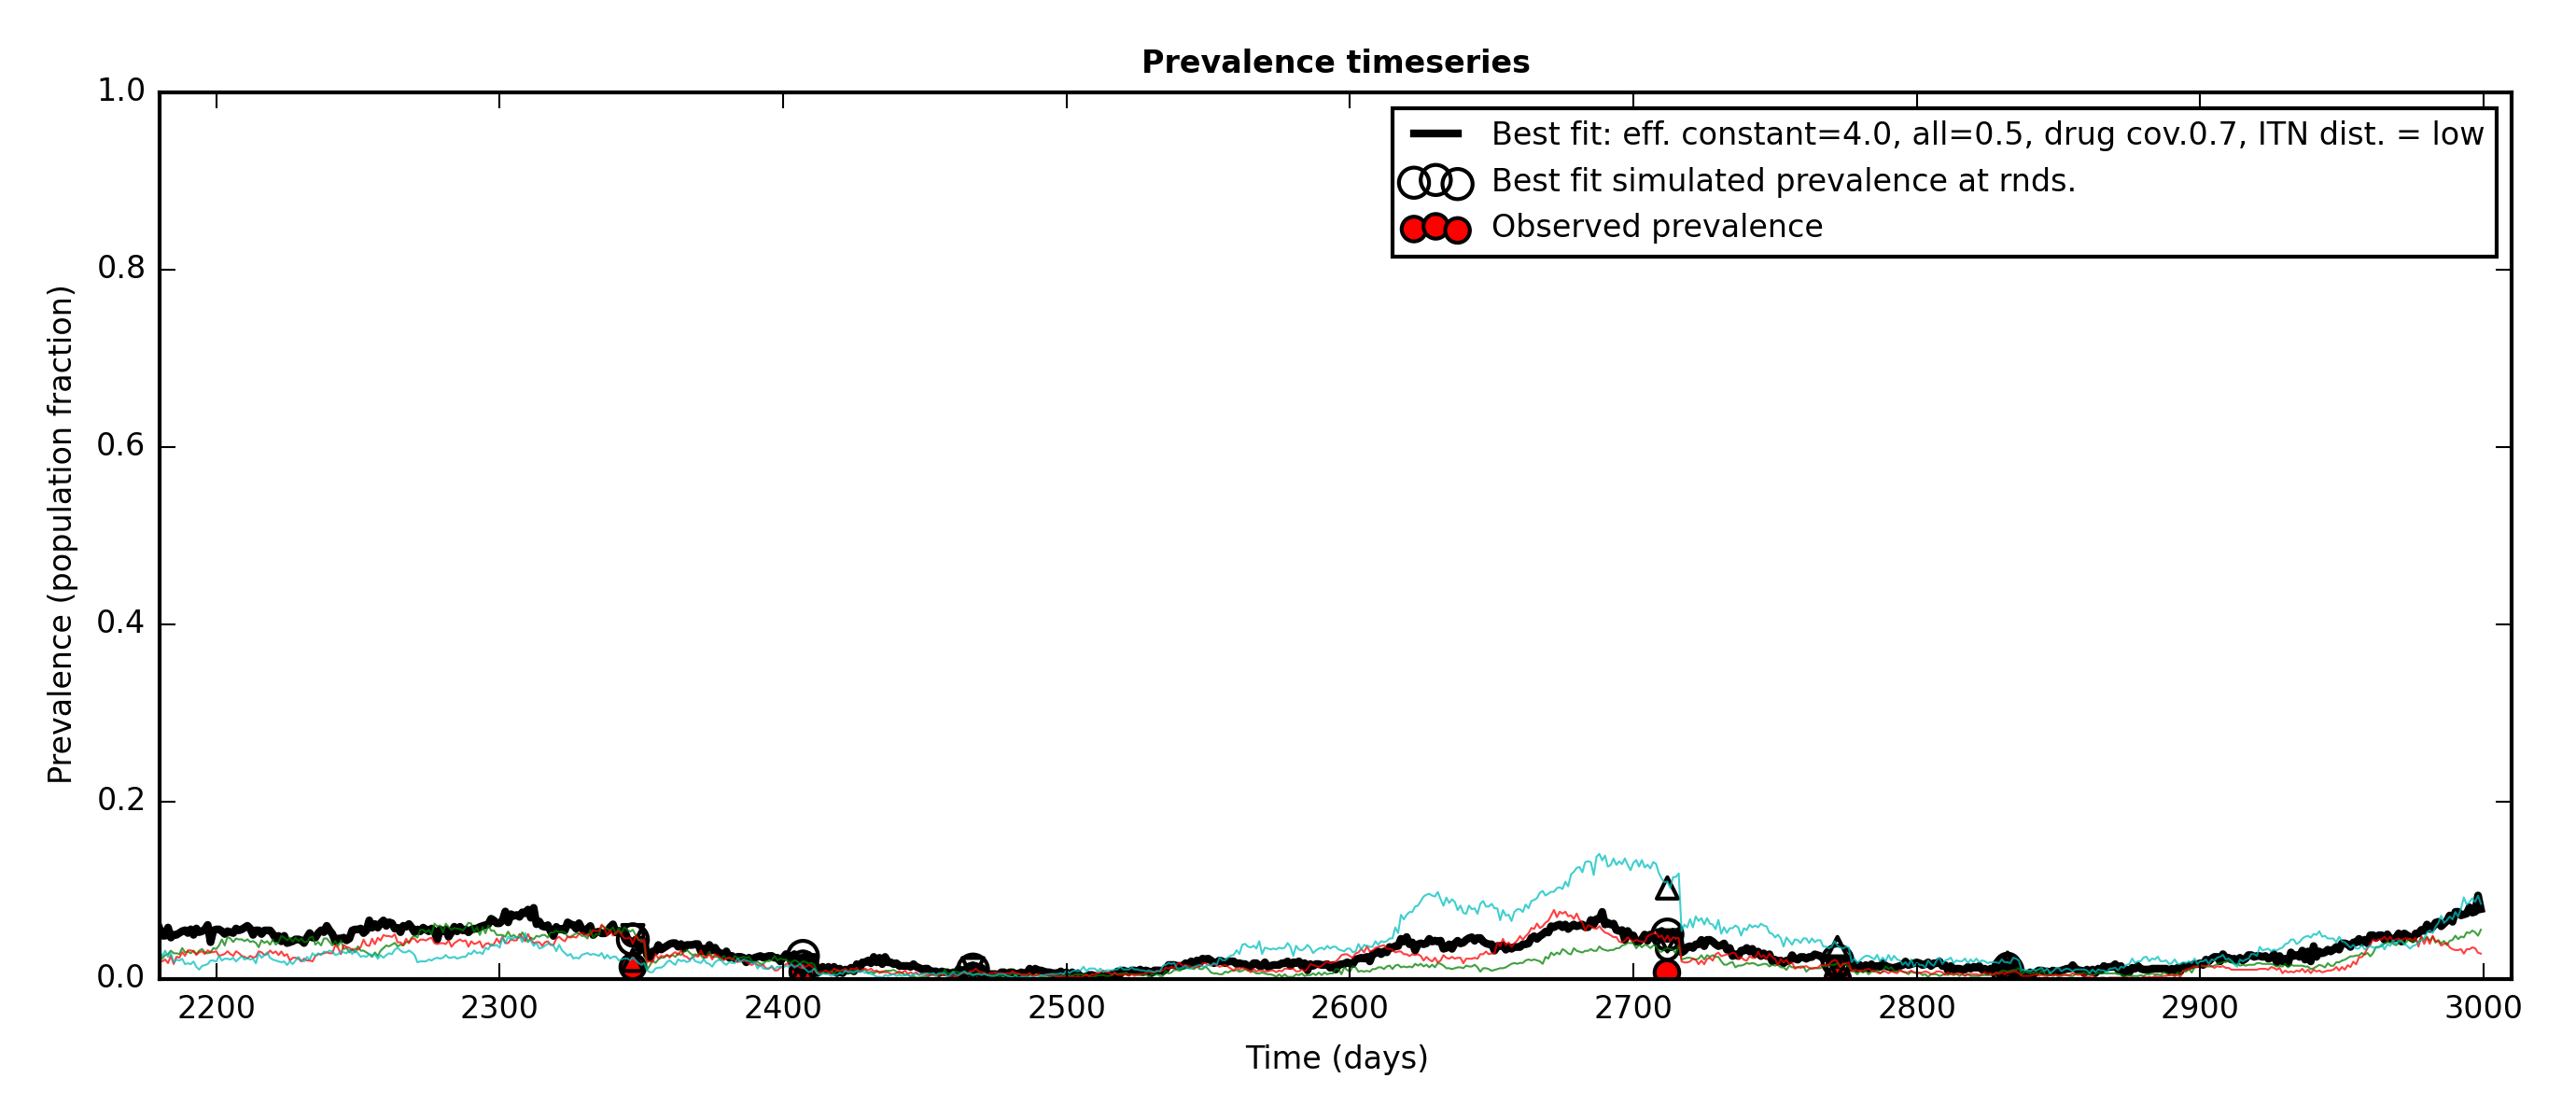 Prevalence timeseries
1.0
0.8
0.6
0.4
0.2
0.0
Prevalence (population fraction)
Best fit: eff. constant=4.0, all=0.5, drug cov.0.7, ITN dist. = low
Best fit simulated prevalence at rnds.
Observed prevalence
2200 2300 2400 2500 2600 2700 2800 2900 3000
Time (days)